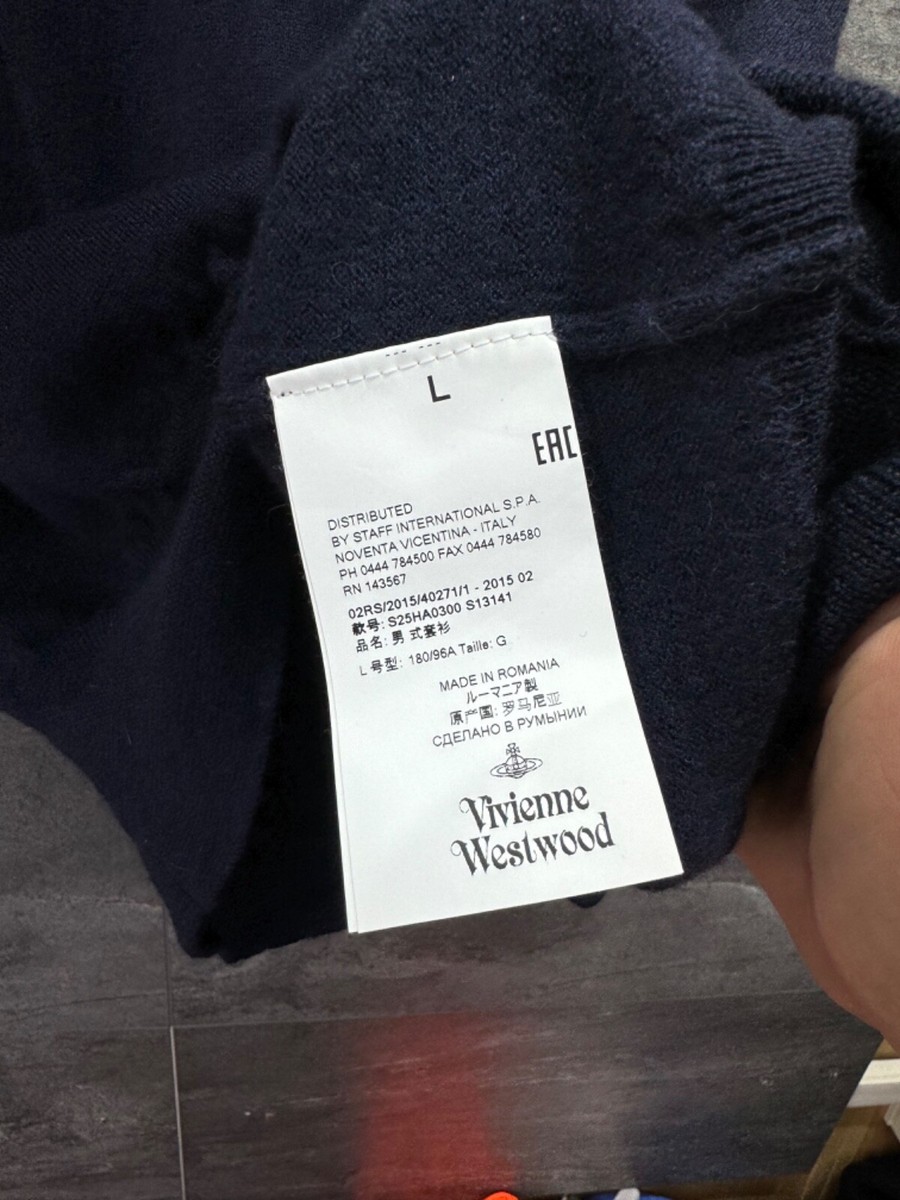 L
EAC
DISTRIBUTED
BY STAFF INTERNATIONAL S.P.A.
NOVENTA VICENTINA - ITALY
PH 0444 784500 FAX 0444 784580
RN 143567
02RS/2015/40271/1 - 2015 02
款号: S25HA0300 S13141
品名: 男 式套衫
L 号型: 180/96A Taille: G
MADE IN ROMANIA
ルーマニア製
原产国: 罗马尼亚
СДЕЛАНО В РУМЫНИИ
Vivienne
Westwood